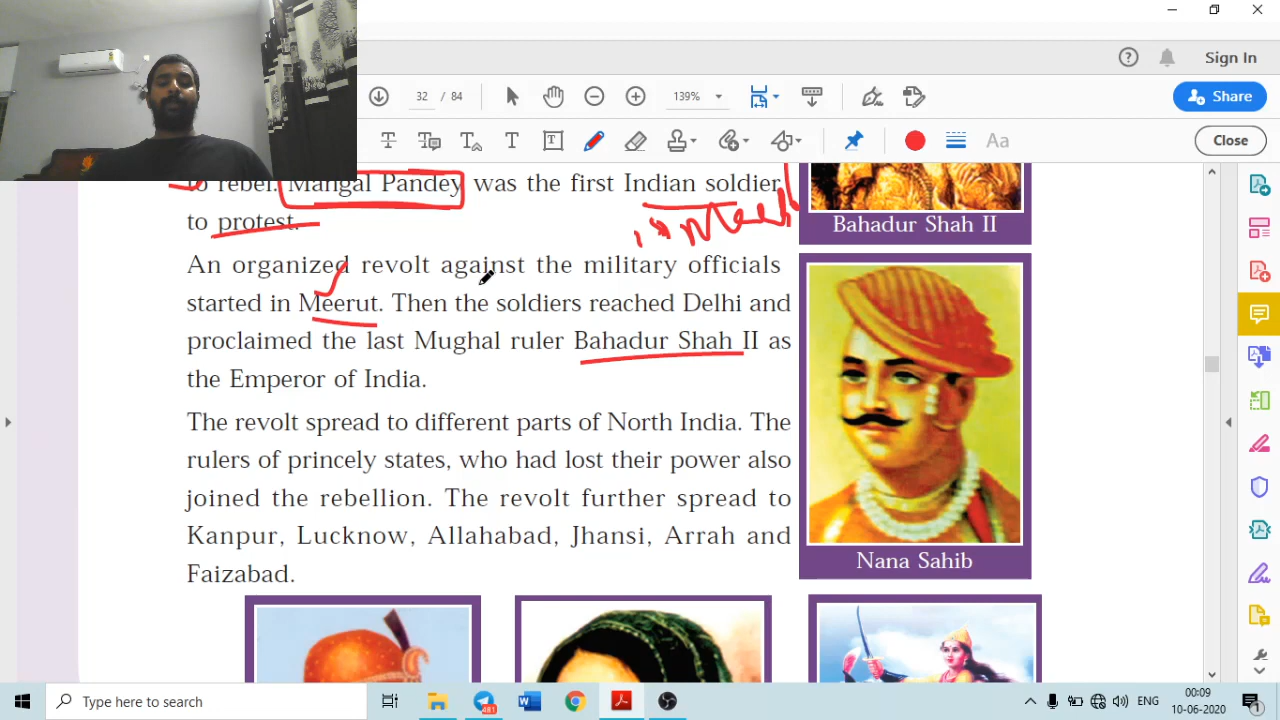 Sign In
32 / 84
139%
Share
Aa
Close
to rebel. Mangal Pandey was the first Indian soldier
to protest.
Bahadur Shah II
An organized revolt against the military officials
started in Meerut. Then the soldiers reached Delhi and
proclaimed the last Mughal ruler Bahadur Shah II as
the Emperor of India.
The revolt spread to different parts of North India. The
rulers of princely states, who had lost their power also
joined the rebellion. The revolt further spread to
Kanpur, Lucknow, Allahabad, Jhansi, Arrah and
Faizabad.
Nana Sahib
Type here to search
481
ENG
00:09
10-06-2020
1